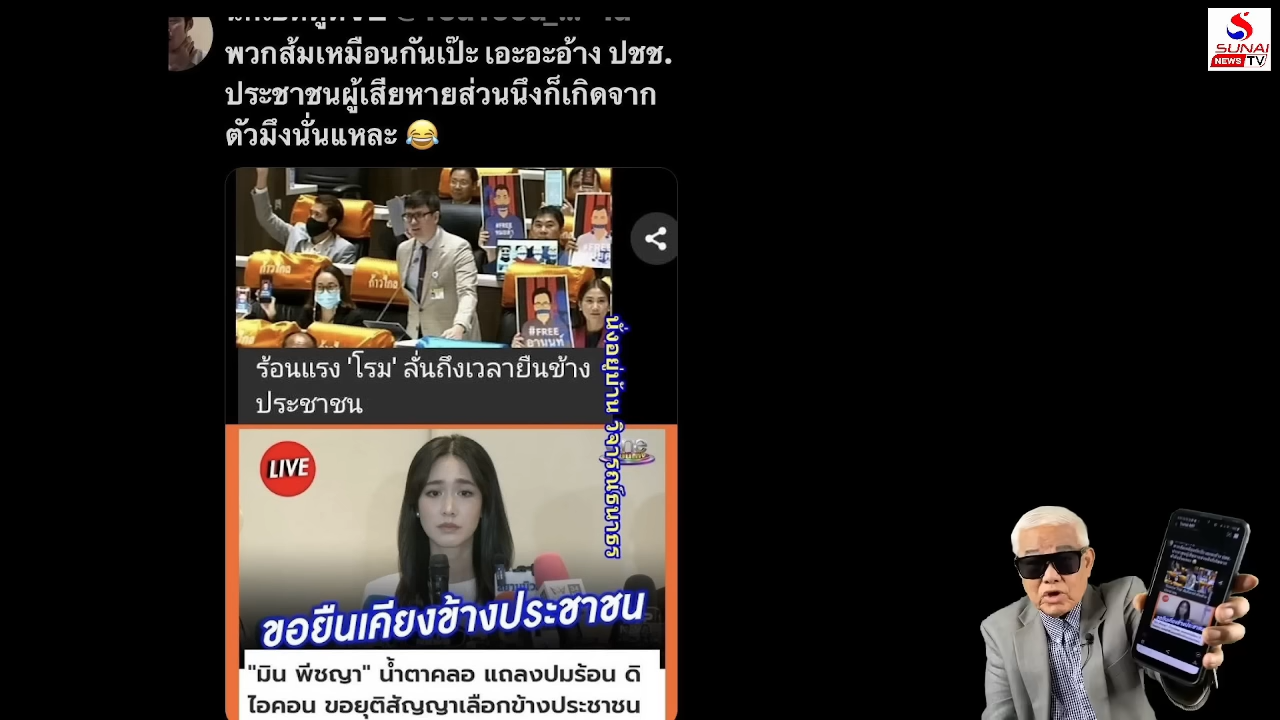 พวกส้มเหมือนกันเป๊ะ เอะอะอ้าง ปชช.
ประชาชนผู้เสียหายส่วนนึงก็เกิดจาก
ตัวมึงนั่นแหละ 😂
ก้าวไกล
ก้าวไกล
#FREE
#FREE
#FREE
อานนท์
ร้อนแรง 'โรม' ลั่นถึงเวลายืนข้าง
ประชาชน
LIVE
ขอยืนเคียงข้างประชาชน
"มิน พีชญา" น้ำตาคลอ แถลงปมร้อน ดิ
ไอคอน ขอยุติสัญญาเลือกข้างประชาชน
SUNAI
NEWS TV